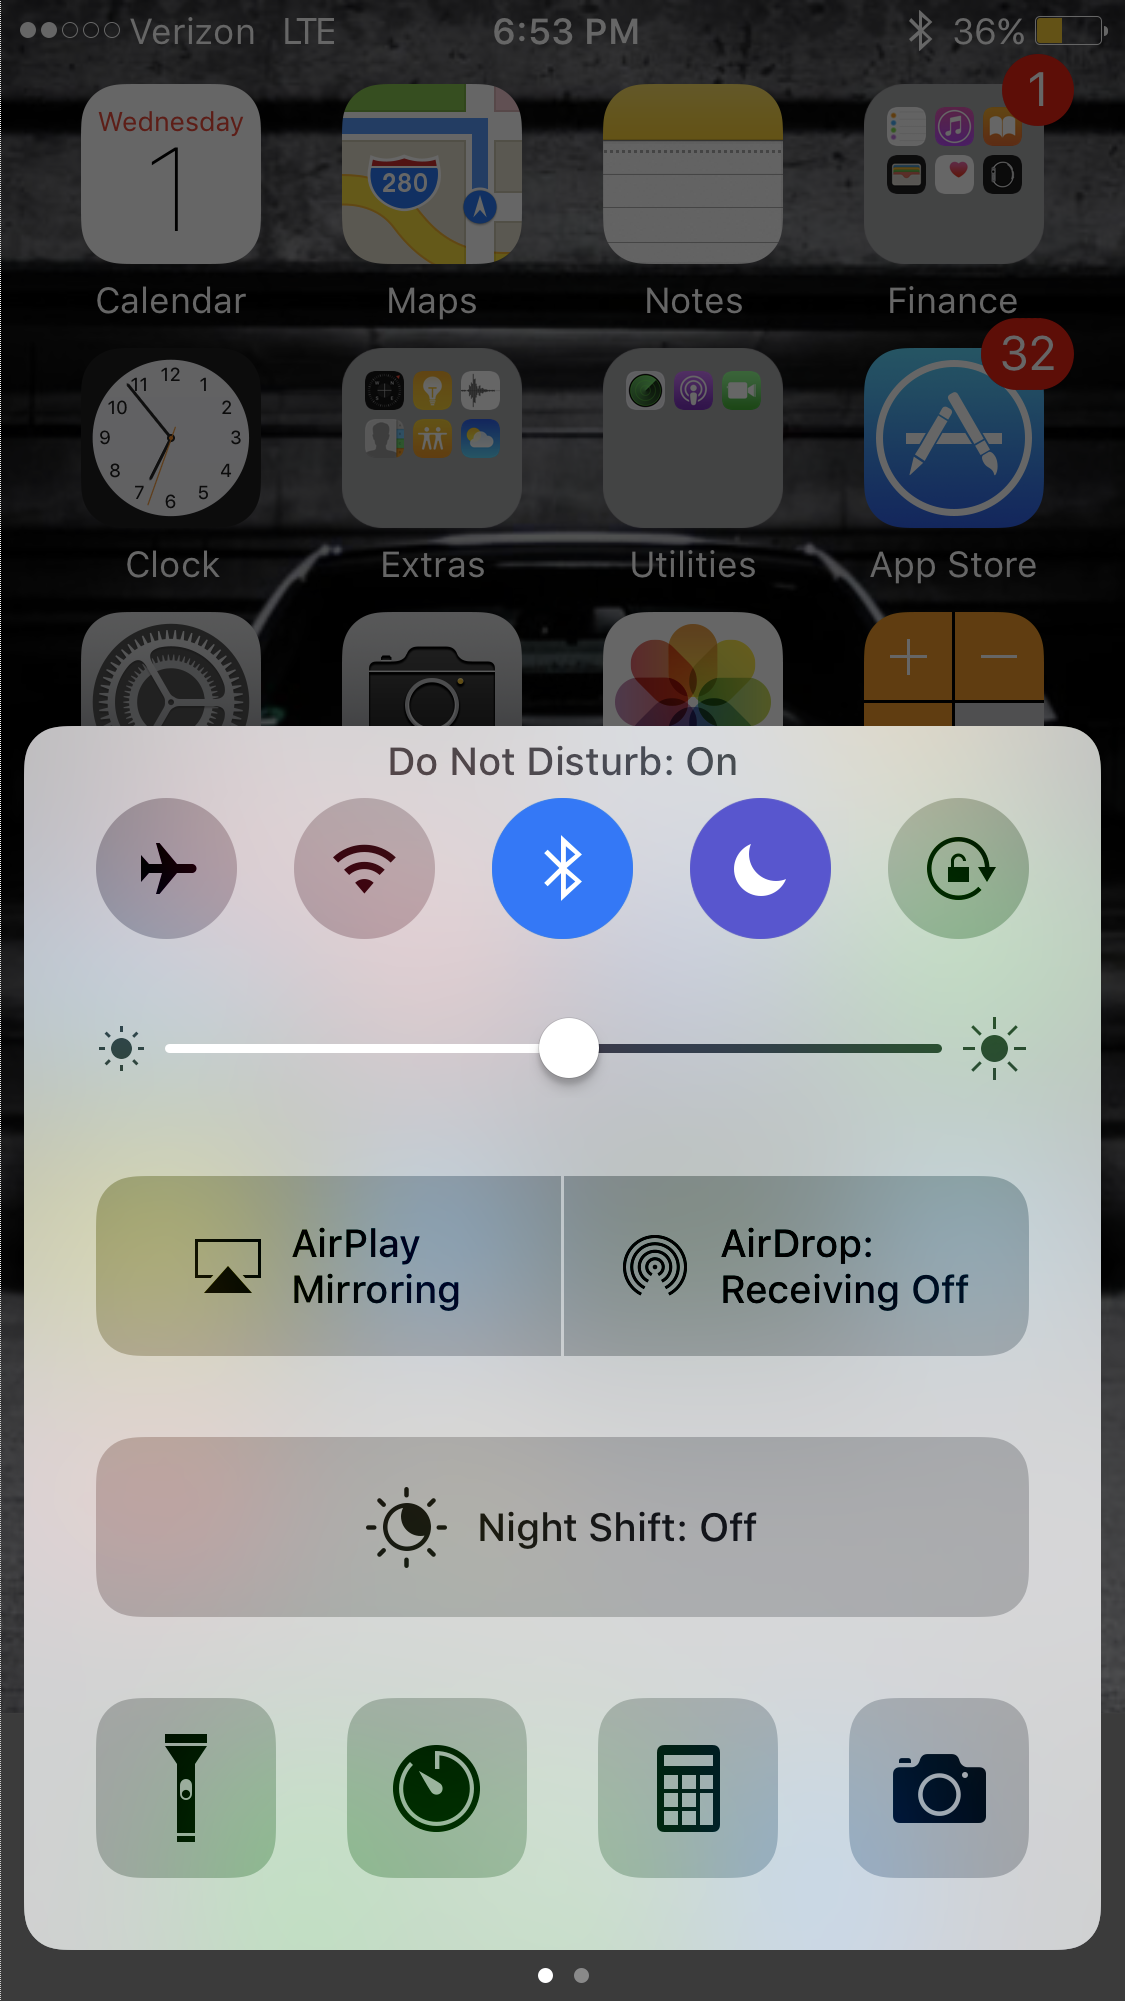 Verizon LTE 6:53 PM 36%
1
Wednesday
1
280
Calendar Maps Notes Finance
32
12
11 1
10 2
9 3
8 4
7 5
6
Clock Extras Utilities App Store
Do Not Disturb: On
AirPlay
Mirroring
AirDrop:
Receiving Off
Night Shift: Off